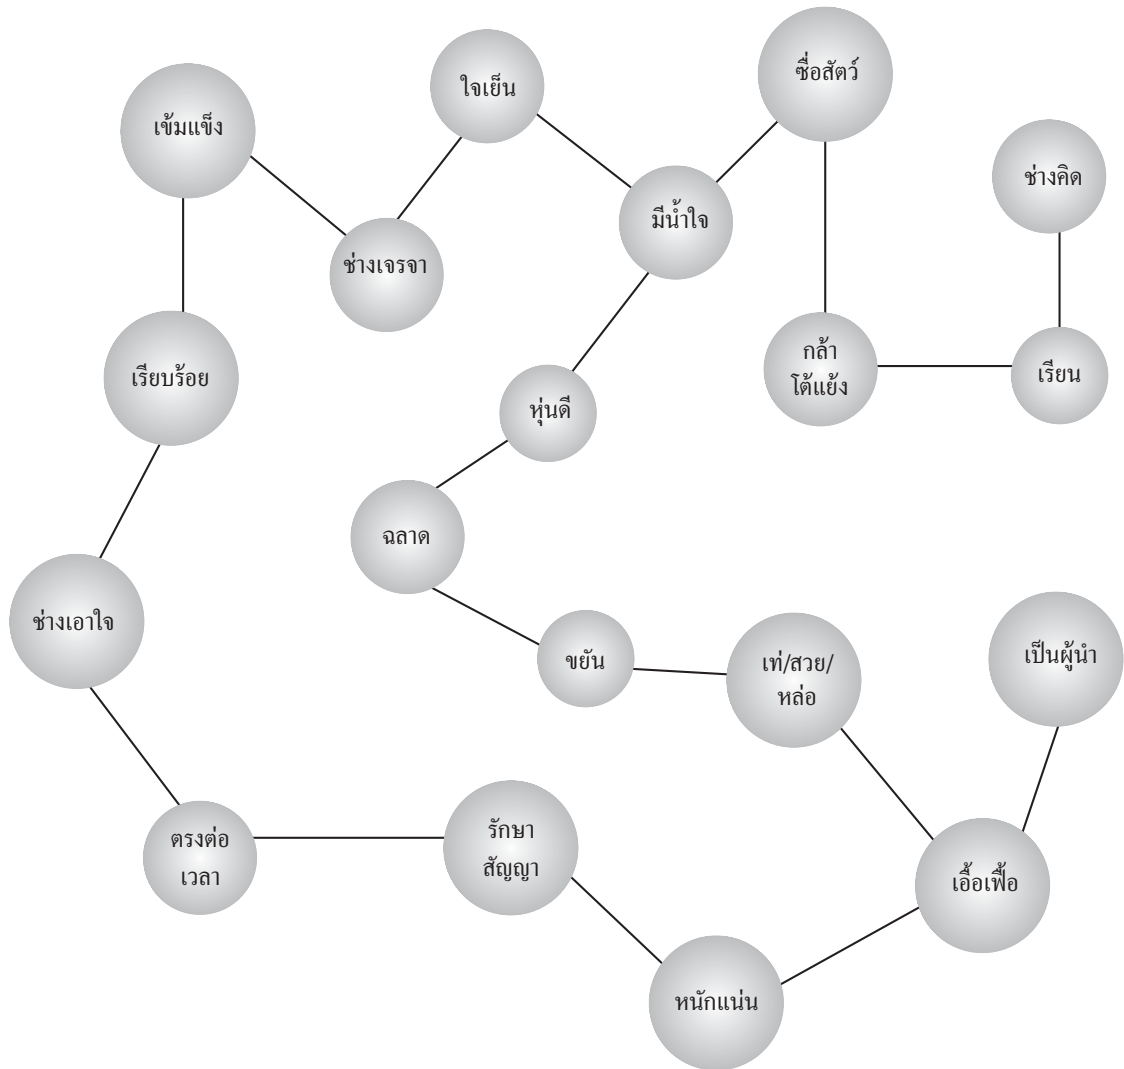 ซื่อสัตว์
ใจเย็น
เข้มแข็ง
ช่างคิด
มีน้ำใจ
ช่างเจรจา
กล้า
โต้แย้ง
เรียน
เรียบร้อย
หุ่นดี
ฉลาด
ช่างเอาใจ
ขยัน
เท่/สวย/
หล่อ
เป็นผู้นำ
ตรงต่อ
เวลา
รักษา
สัญญา
เอื้อเฟื้อ
หนักแน่น